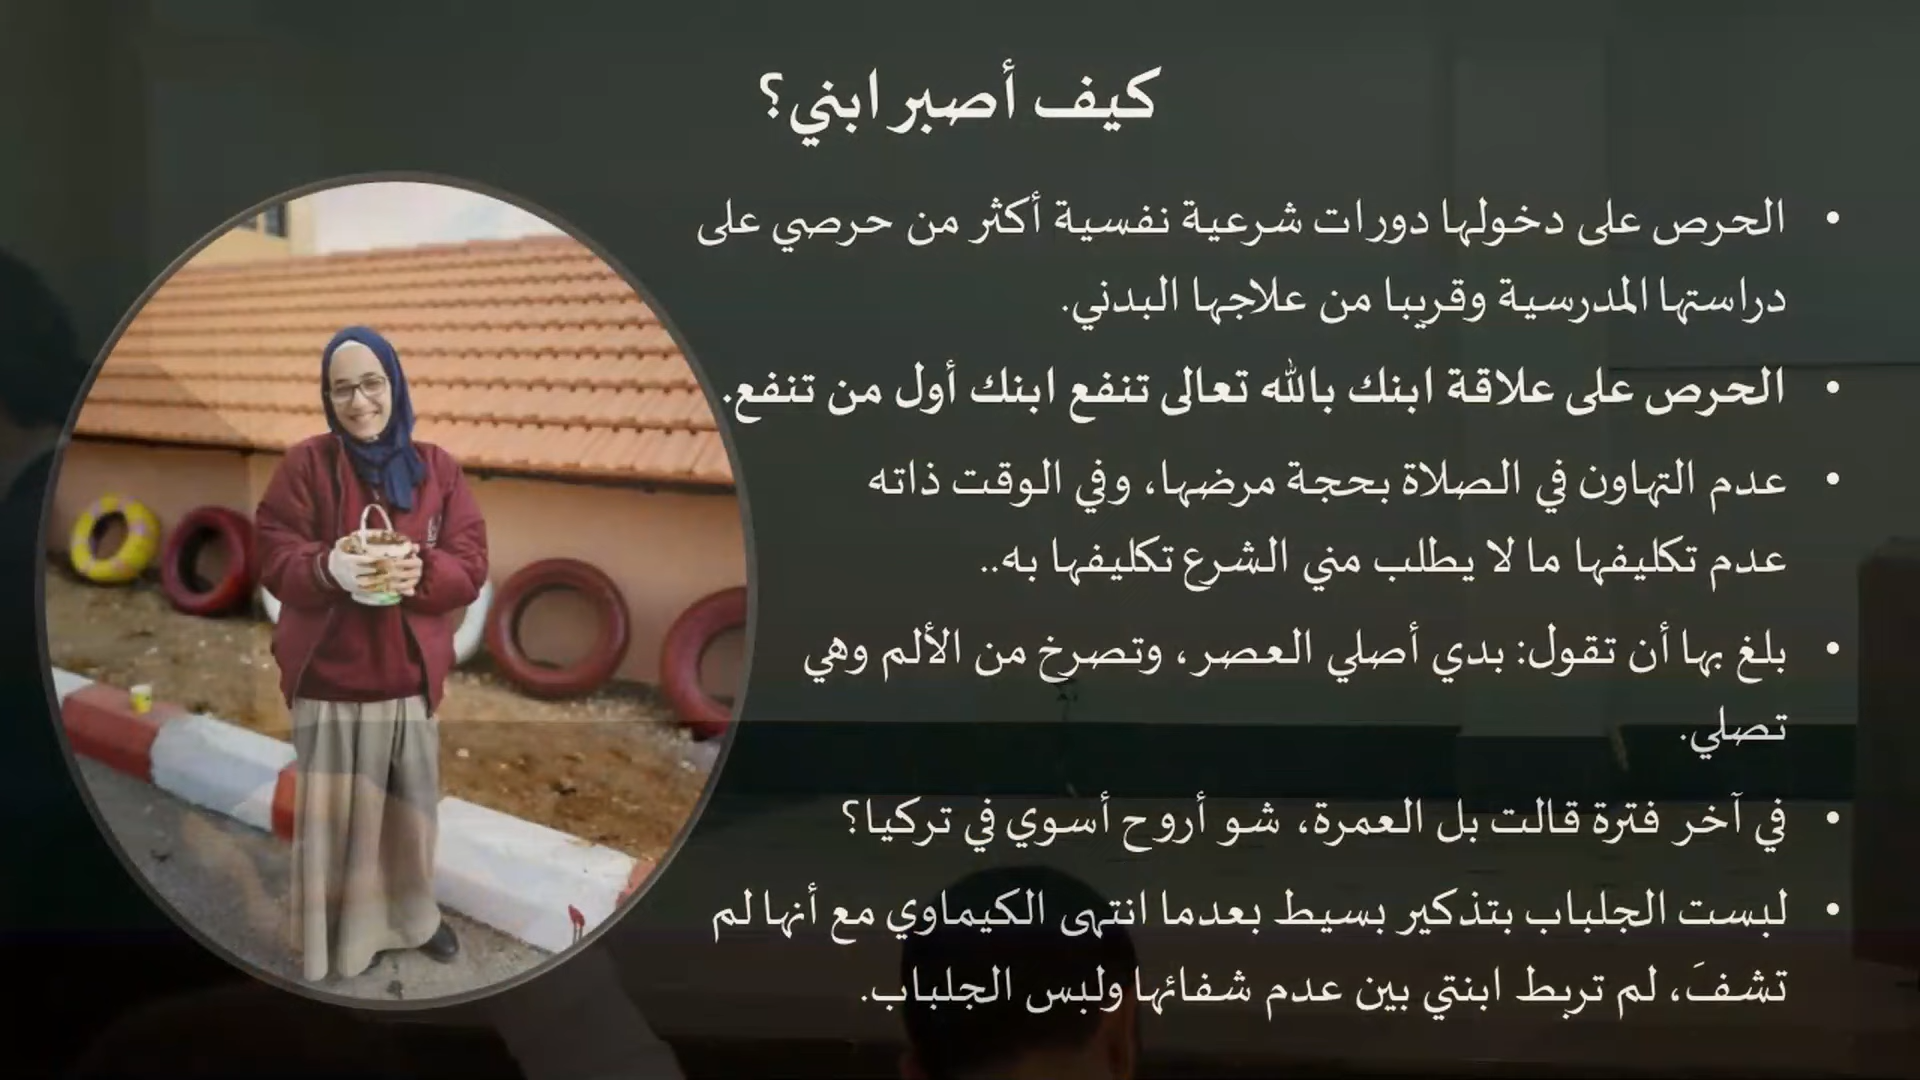 كيف أصبر ابني؟
• الحرص على دخولها دورات شرعية نفسية أكثر من حرصي على
دراستها المدرسية وقريبا من علاجها البدني.
• الحرص على علاقة ابنك بالله تعالى تنفع ابنك أول من تنفع.
• عدم التهاون في الصلاة بحجة مرضها، وفي الوقت ذاته
عدم تكليفها ما لا يطلب مني الشرع تكليفها به..
• بلغ بها أن تقول: بدي أصلي العصر، وتصرخ من الألم وهي
تصلي.
• في آخر فترة قالت بل العمرة، شو أروح أسوي في تركيا؟
• لبست الجلباب بتذكير بسيط بعدما انتهى الكيماوي مع أنها لم
تشفَ، لم تربط ابنتي بين عدم شفائها ولبس الجلباب.